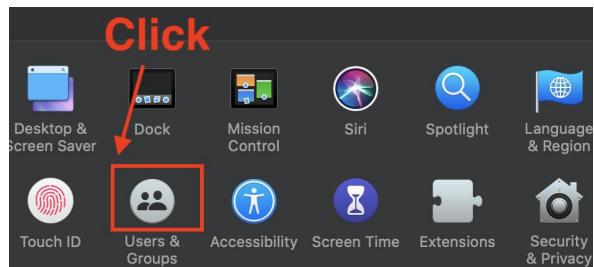 Click
Desktop &
Screen Saver
Dock
Mission
Control
Siri
Spotlight
Language
& Region
Touch ID
Users &
Groups
Accessibility
Screen Time
Extensions
Security
& Privacy